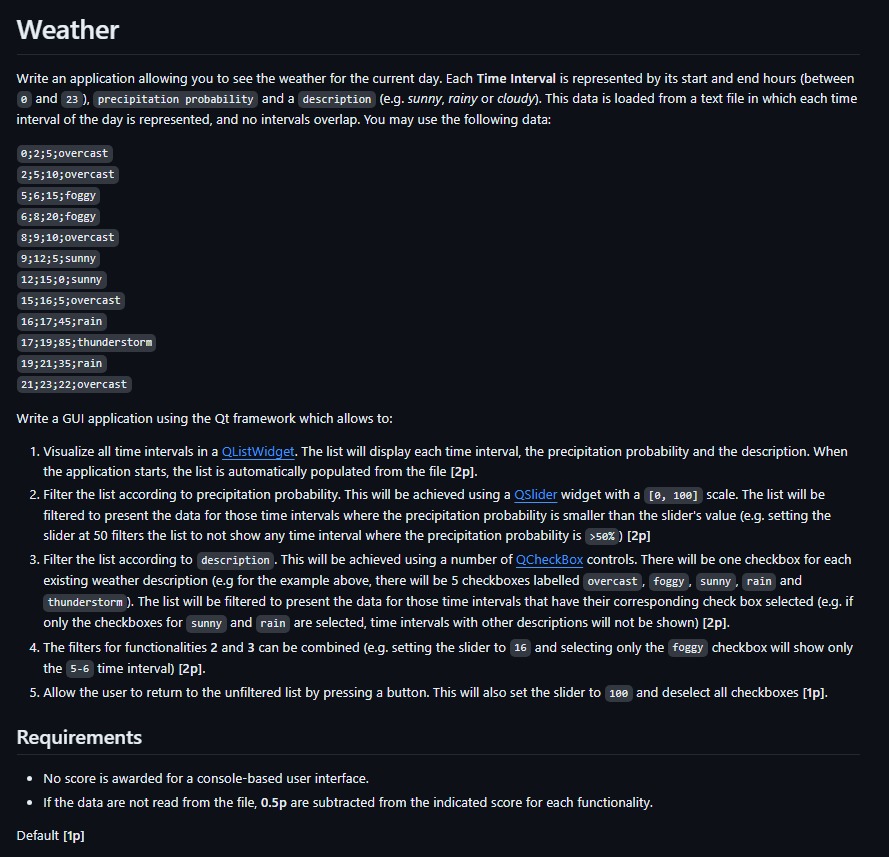 Weather
Write an application allowing you to see the weather for the current day. Each Time Interval is represented by its start and end hours (between
0 and 23), precipitation probability and a description (e.g. sunny, rainy or cloudy). This data is loaded from a text file in which each time
interval of the day is represented, and no intervals overlap. You may use the following data:
0;2;5;overcast
2;5;10;overcast
5;6;15;foggy
6;8;20;foggy
8;9;10;overcast
9;12;5;sunny
12;15;0;sunny
15;16;5;overcast
16;17;45;rain
17;19;85;thunderstorm
19;21;35;rain
21;23;22;overcast
Write a GUI application using the Qt framework which allows to:
1. Visualize all time intervals in a QListWidget. The list will display each time interval, the precipitation probability and the description. When
the application starts, the list is automatically populated from the file [2p].
2. Filter the list according to precipitation probability. This will be achieved using a QSlider widget with a [0, 100] scale. The list will be
filtered to present the data for those time intervals where the precipitation probability is smaller than the slider's value (e.g. setting the
slider at 50 filters the list to not show any time interval where the precipitation probability is >50%) [2p]
3. Filter the list according to description. This will be achieved using a number of QCheckBox controls. There will be one checkbox for each
existing weather description (e.g for the example above, there will be 5 checkboxes labelled overcast, foggy, sunny, rain and
thunderstorm). The list will be filtered to present the data for those time intervals that have their corresponding check box selected (e.g. if
only the checkboxes for sunny and rain are selected, time intervals with other descriptions will not be shown) [2p].
4. The filters for functionalities 2 and 3 can be combined (e.g. setting the slider to 16 and selecting only the foggy checkbox will show only
the 5-6 time interval) [2p].
5. Allow the user to return to the unfiltered list by pressing a button. This will also set the slider to 100 and deselect all checkboxes [1p].
Requirements
• No score is awarded for a console-based user interface.
• If the data are not read from the file, 0.5p are subtracted from the indicated score for each functionality.
Default [1p]